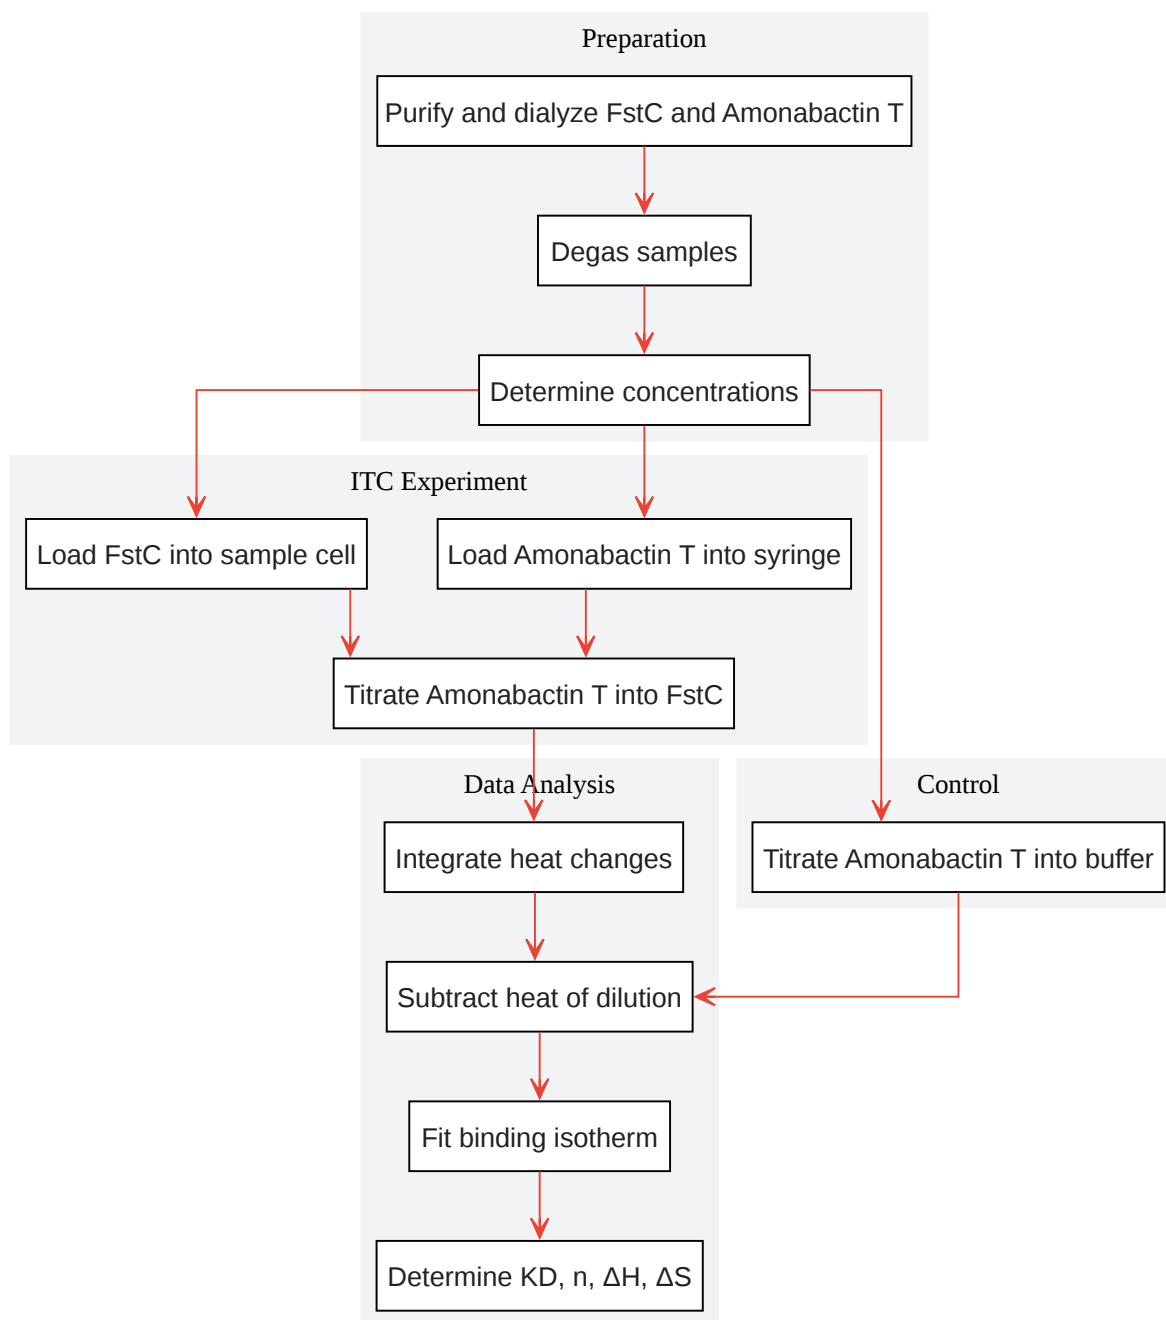 Preparation
Purify and dialyze FstC and Amonabactin T
Degas samples
Determine concentrations
ITC Experiment
Load FstC into sample cell
Load Amonabactin T into syringe
Titrate Amonabactin T into FstC
Data Analysis
Control
Integrate heat changes
Titrate Amonabactin T into buffer
Subtract heat of dilution
Fit binding isotherm
Determine KD, n, ΔH, ΔS